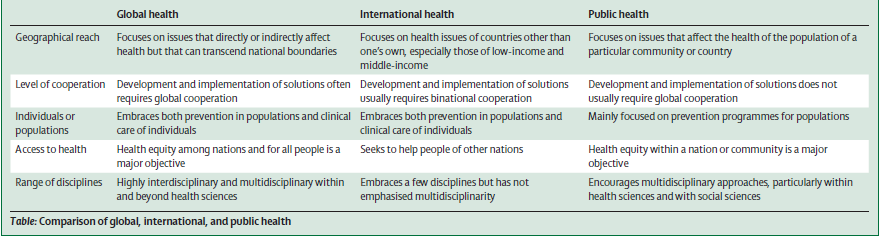 Global health International health Public health
Geographical reach Focuses on issues that directly or indirectly affect Focuses on health issues of countries other than Focuses on issues that affect the health of the population of a
health but that can transcend national boundaries one's own, especially those of low-income and particular community or country
middle-income
Level of cooperation Development and implementation of solutions often Development and implementation of solutions Development and implementation of solutions does not
requires global cooperation usually requires binational cooperation usually require global cooperation
Individuals or Embraces both prevention in populations and clinical Embraces both prevention in populations and Mainly focused on prevention programmes for populations
populations care of individuals clinical care of individuals
Access to health Health equity among nations and for all people is a Seeks to help people of other nations Health equity within a nation or community is a major
major objective objective
Range of disciplines Highly interdisciplinary and multidisciplinary within Embraces a few disciplines but has not Encourages multidisciplinary approaches, particularly within
and beyond health sciences emphasised multidisciplinarity health sciences and with social sciences
Table: Comparison of global, international, and public health